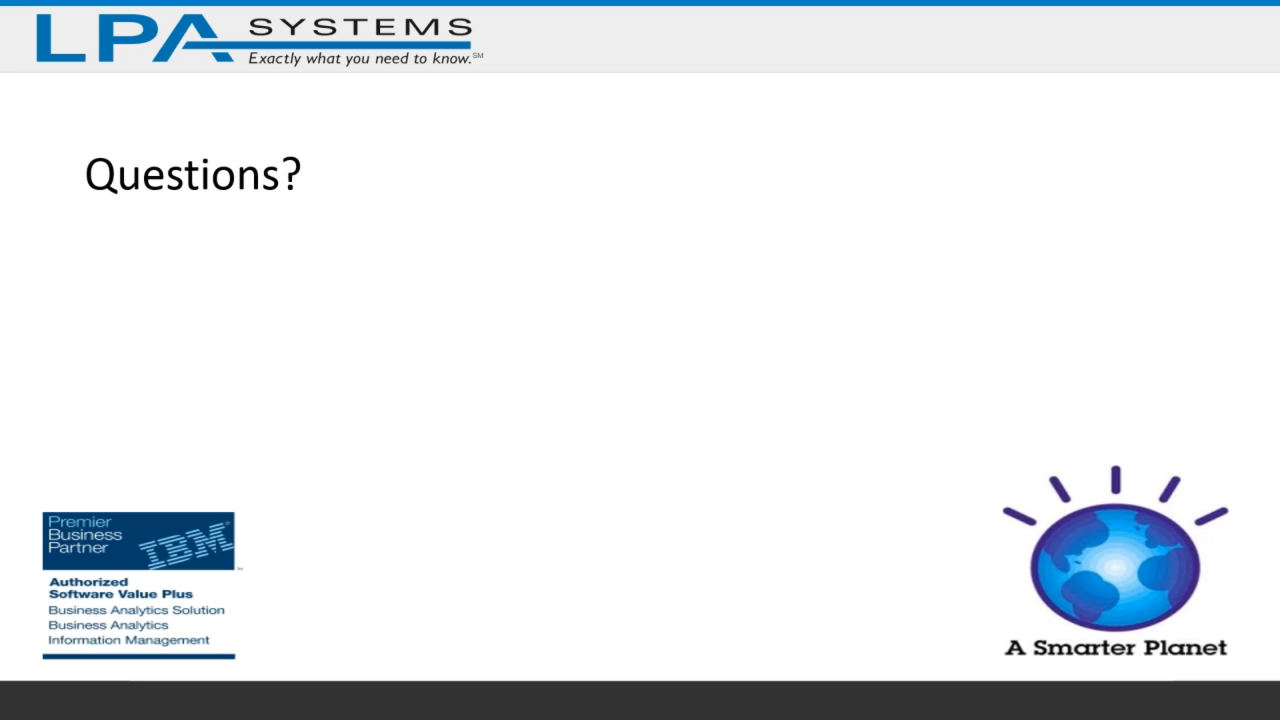 LPA SYSTEMS
Exactly what you need to know.℠
Questions?
Premier
Business
Partner
IBM
Authorized
Software Value Plus
Business Analytics Solution
Business Analytics
Information Management
A Smarter Planet